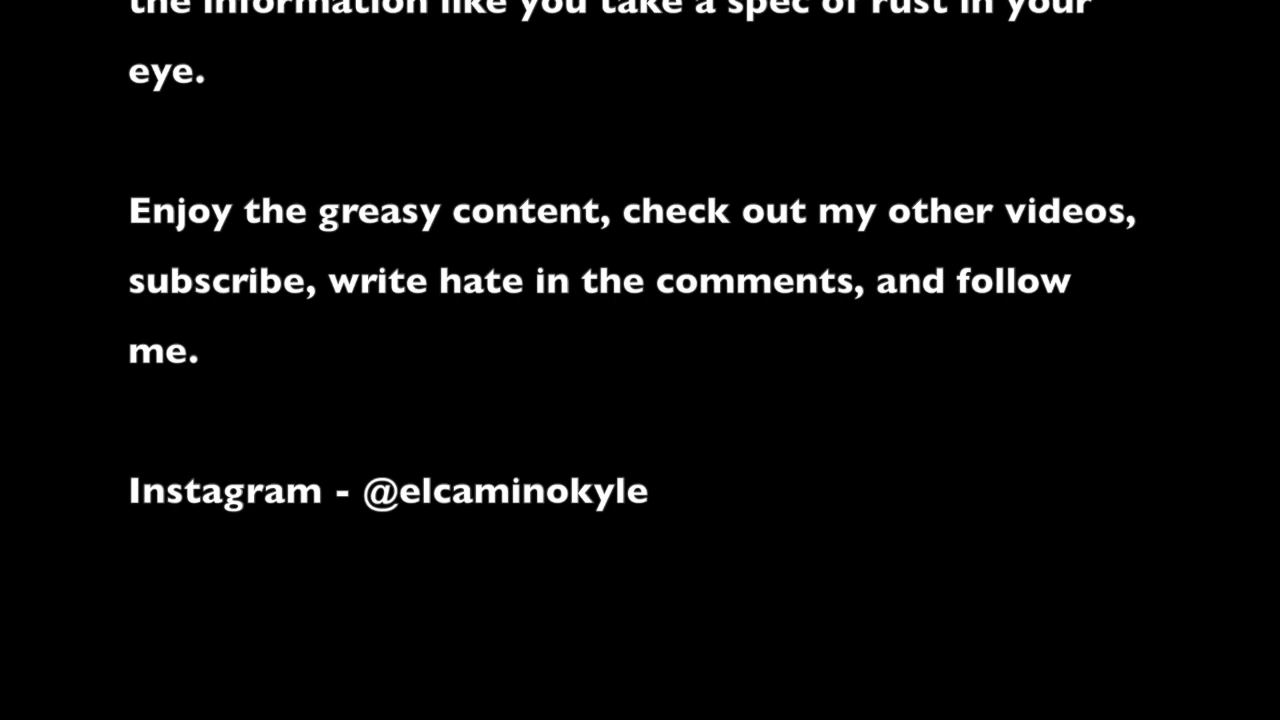 the information like you take a spec of rust in your
eye.
Enjoy the greasy content, check out my other videos,
subscribe, write hate in the comments, and follow
me.
Instagram - @elcaminokyle